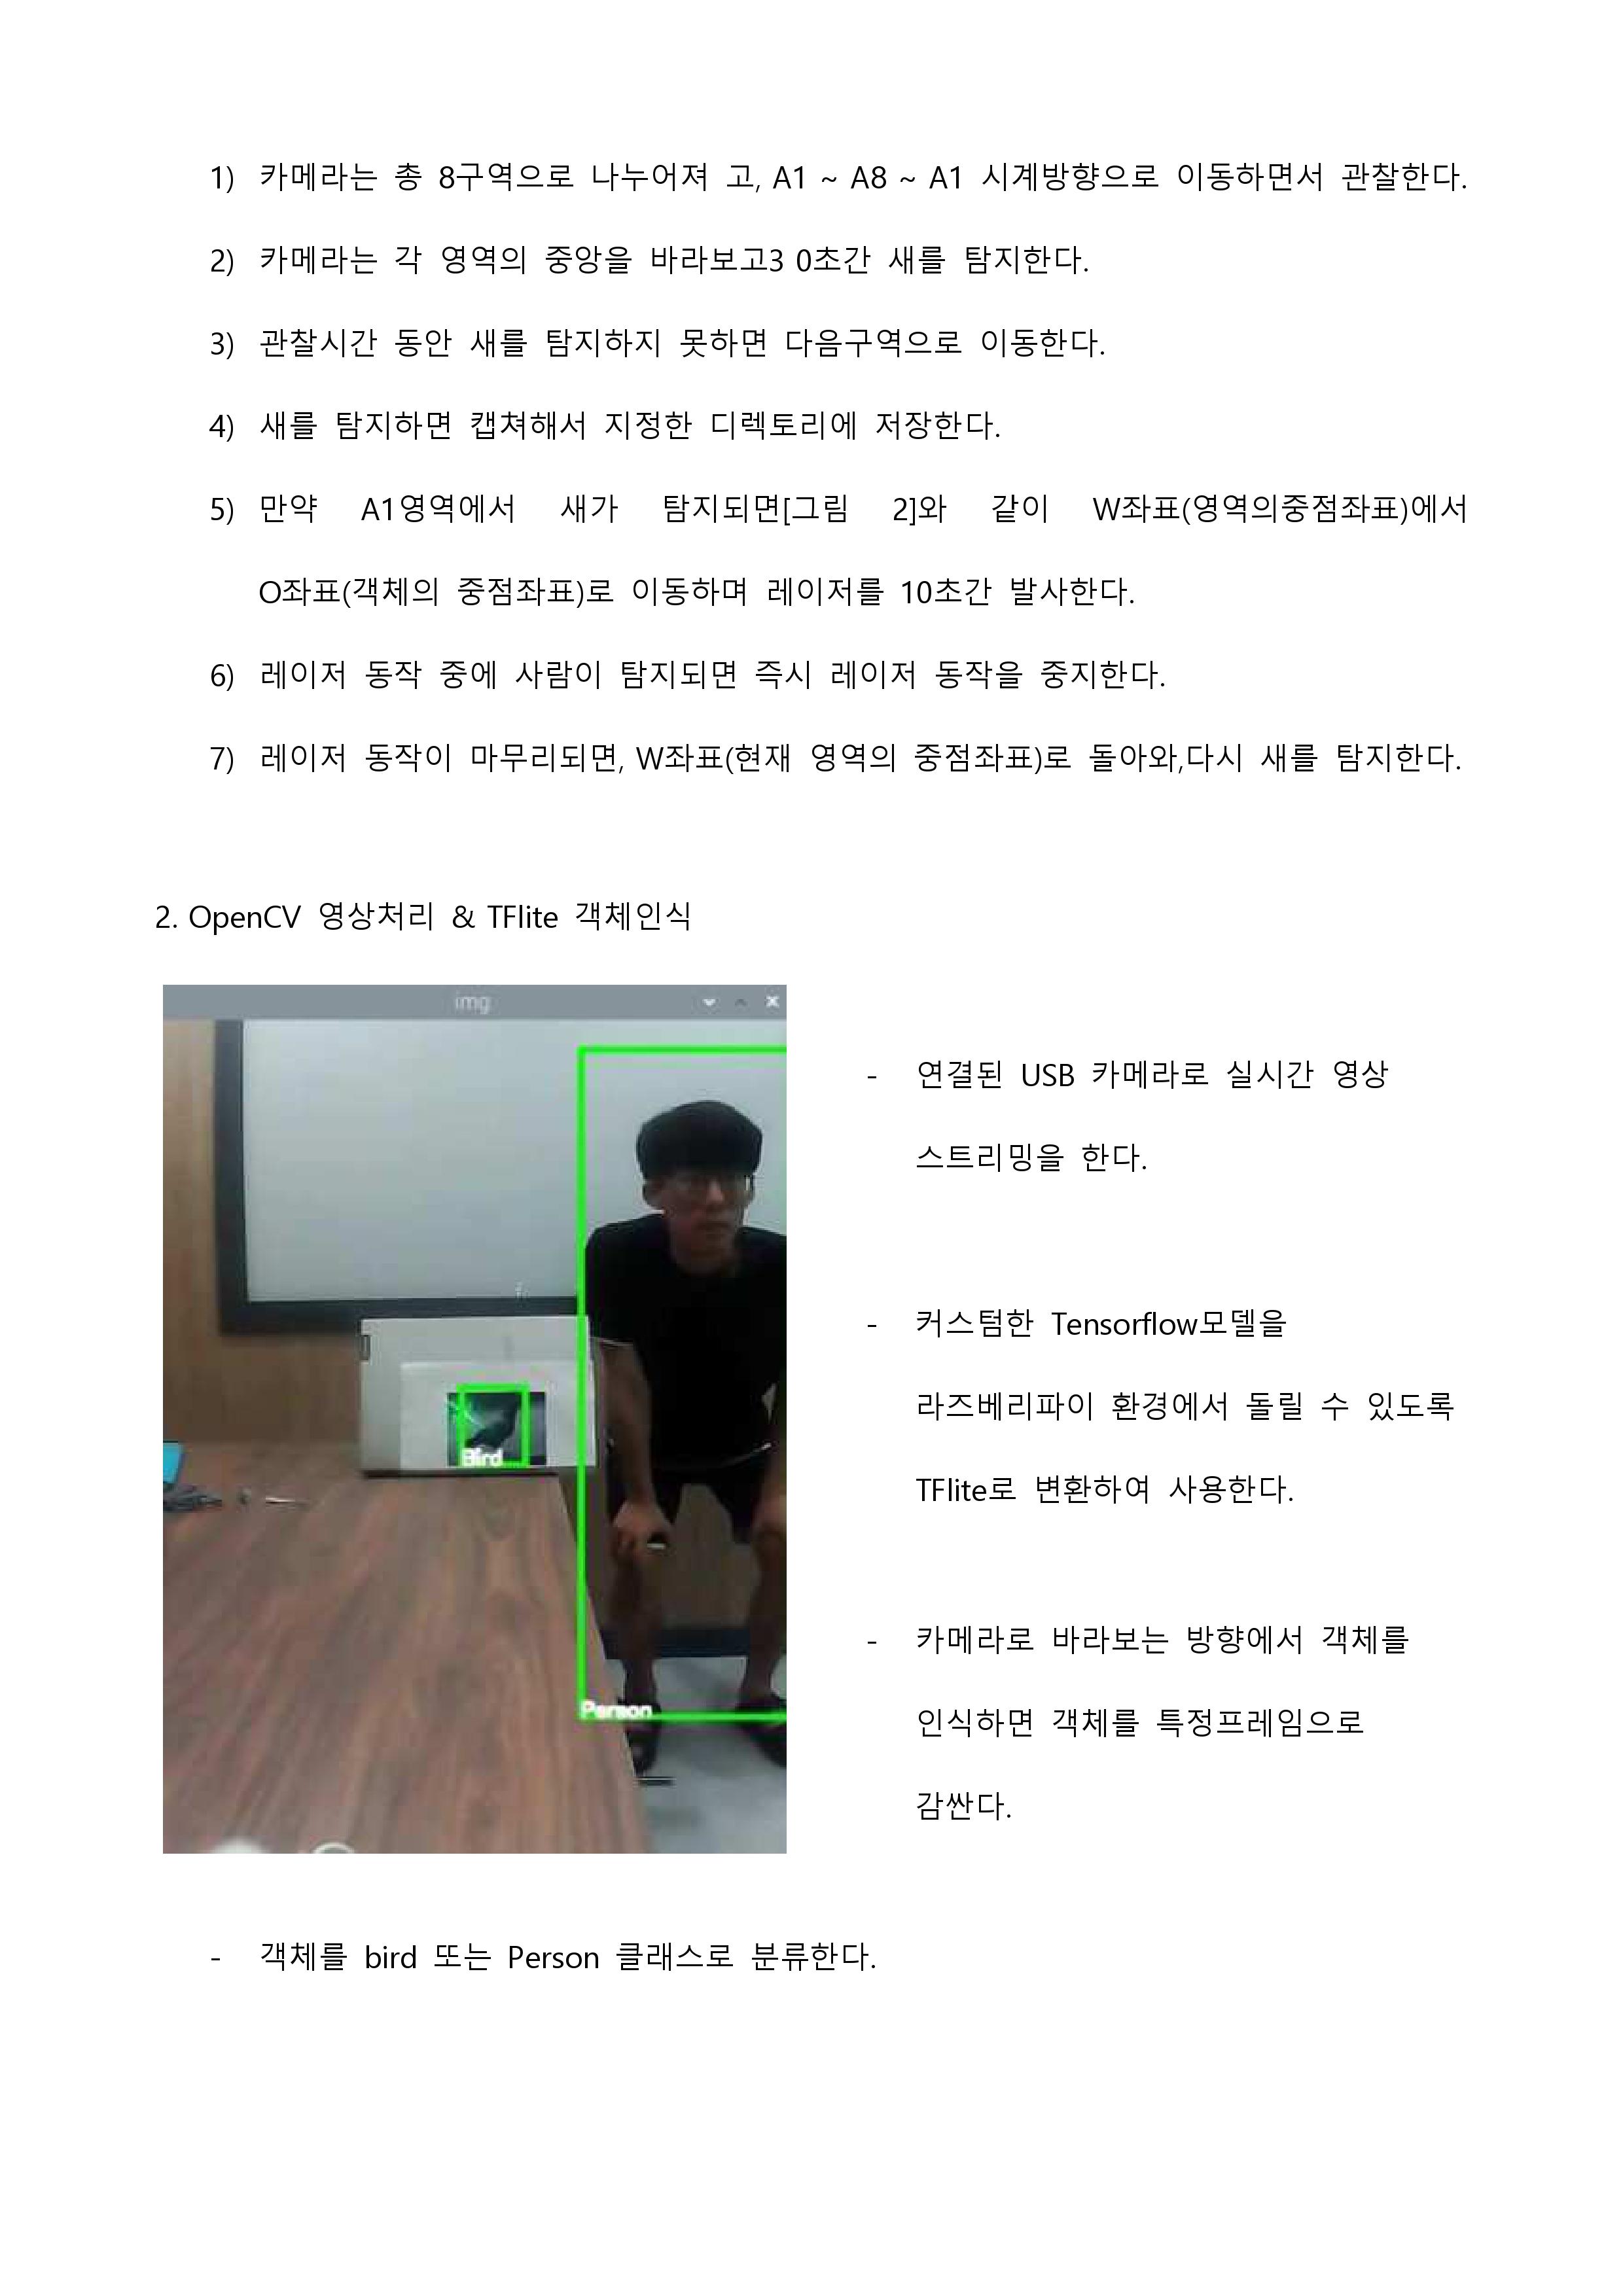 1) 카메라는 총 8구역으로 나누어져 고, A1 ~ A8 ~ A1 시계방향으로 이동하면서 관찰한다.
2) 카메라는 각 영역의 중앙을 바라보고3 0초간 새를 탐지한다.
3) 관찰시간 동안 새를 탐지하지 못하면 다음구역으로 이동한다.
4) 새를 탐지하면 캡쳐해서 지정한 디렉토리에 저장한다.
5) 만약 A1영역에서 새가 탐지되면[그림 2]와 같이 W좌표(영역의중점좌표)에서
O좌표(객체의 중점좌표)로 이동하며 레이저를 10초간 발사한다.
6) 레이저 동작 중에 사람이 탐지되면 즉시 레이저 동작을 중지한다.
7) 레이저 동작이 마무리되면, W좌표(현재 영역의 중점좌표)로 돌아와,다시 새를 탐지한다.
2. OpenCV 영상처리 & TFlite 객체인식
img
Bird
Person
- 연결된 USB 카메라로 실시간 영상
스트리밍을 한다.
- 커스텀한 Tensorflow모델을
라즈베리파이 환경에서 돌릴 수 있도록
TFlite로 변환하여 사용한다.
- 카메라로 바라보는 방향에서 객체를
인식하면 객체를 특정프레임으로
감싼다.
- 객체를 bird 또는 Person 클래스로 분류한다.